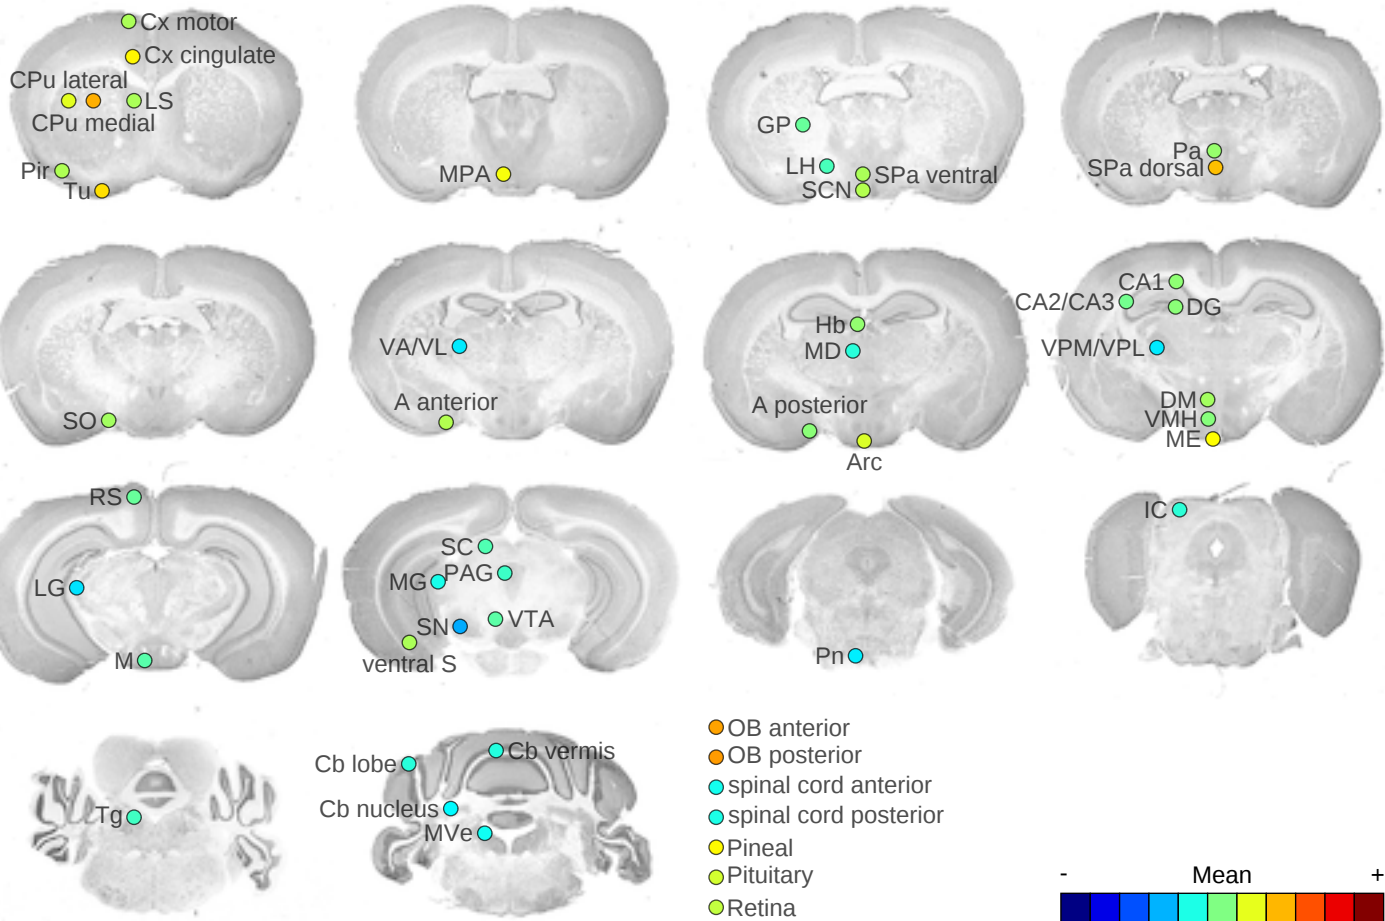 Cx motor
Cx cingulate
CPu lateral
LS
CPu medial
Pir
Tu
MPA
GP
LH
SPa ventral
SCN
Pa
SPa dorsal
SO
VA/VL
A anterior
Hb
MD
A posterior
Arc
CA1
CA2/CA3
DG
VPM/VPL
DM
VMH
ME
RS
LG
M
SC
PAG
MG
VTA
SN
ventral S
Pn
IC
Tg
Cb vermis
Cb lobe
Cb nucleus
MVe
OB anterior
OB posterior
spinal cord anterior
spinal cord posterior
Pineal
Pituitary
Retina
- Mean +